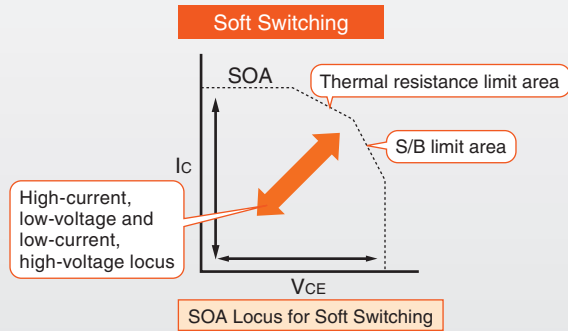 Soft Switching
SOA
Thermal resistance limit area
S/B limit area
IC
High-current,
low-voltage and
low-current,
high-voltage locus
VCE
SOA Locus for Soft Switching